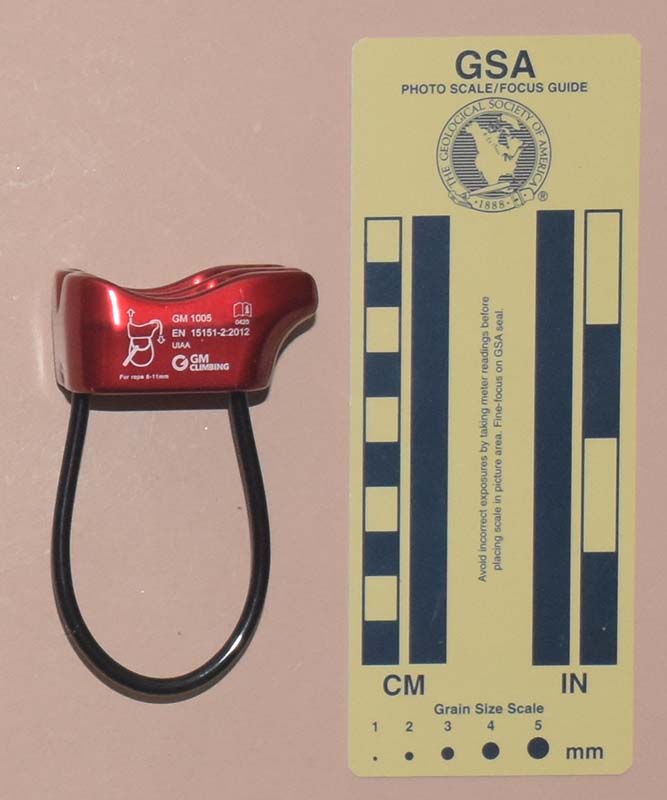 GM 1005
0423
EN 15151-2:2012
UIAA
GM
CLIMBING
For rope 8-11mm
GSA
PHOTO SCALE/FOCUS GUIDE
THE GEOLOGICAL SOCIETY OF AMERICA
·1888·
®
Avoid incorrect exposures by taking meter readings before
placing scale in picture area. Fine-focus on GSA seal.
CM
IN
Grain Size Scale
1 2 3 4 5
mm